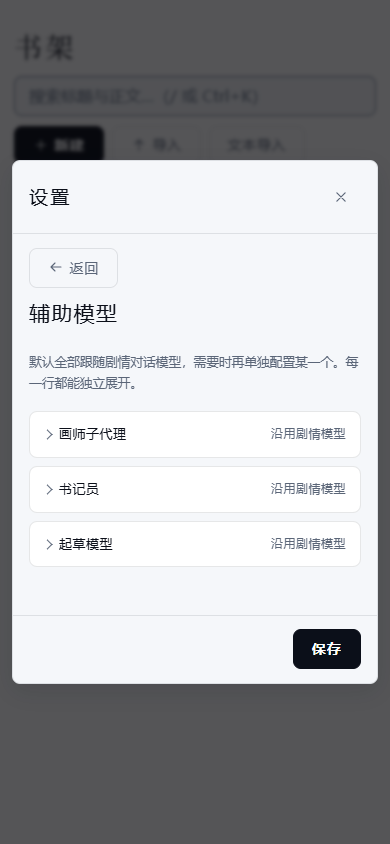 书架
搜索标题与正文… (/ 或 Ctrl+K)
+ 新建
↑ 导入
文本导入
设置
×
← 返回
辅助模型
默认全部跟随剧情对话模型，需要时再单独配置某一个。每
一行都能独立展开。
画师子代理
沿用剧情模型
书记员
沿用剧情模型
起草模型
沿用剧情模型
保存